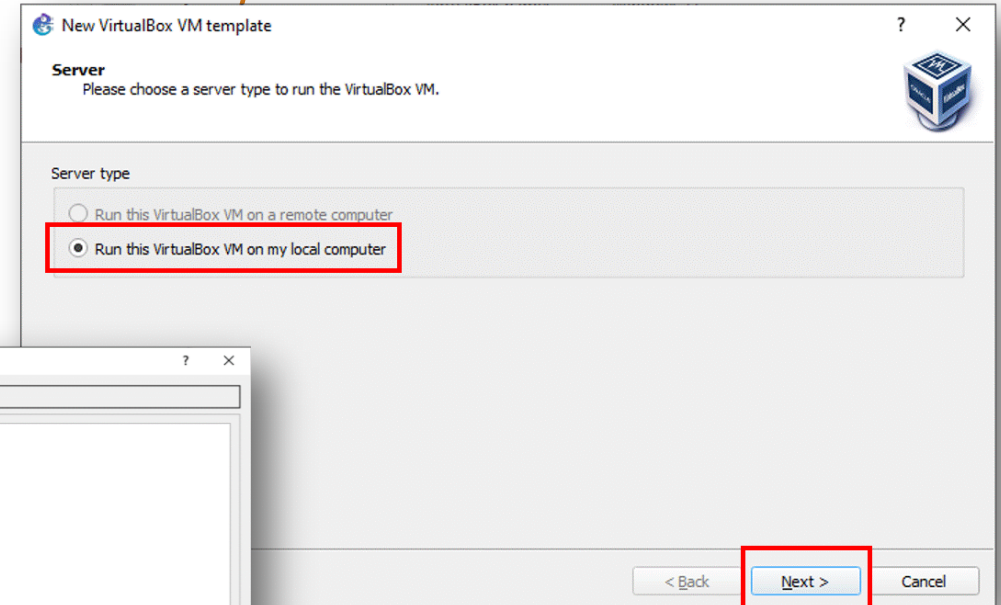 New VirtualBox VM template
?
Server
Please choose a server type to run the VirtualBox VM.
Server type
Run this VirtualBox VM on a remote computer
Run this VirtualBox VM on my local computer
?
< Back
Next >
Cancel